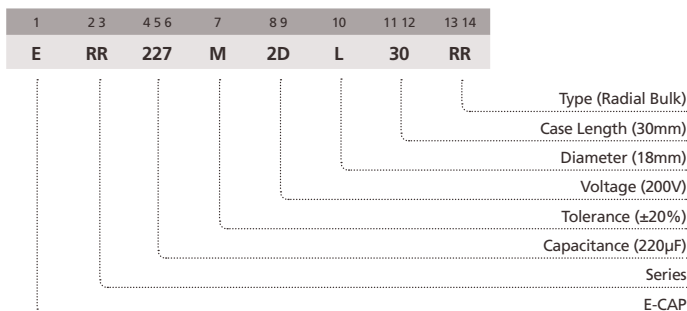 1 2 3 4 5 6 7 8 9 10 11 12 13 14
E RR 227 M 2D L 30 RR
Type (Radial Bulk)
Case Length (30mm)
Diameter (18mm)
Voltage (200V)
Tolerance (±20%)
Capacitance (220µF)
Series
E-CAP